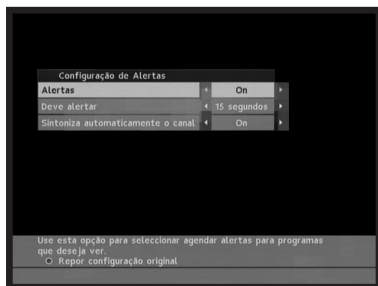 Configuração de Alertas
Alertas On
Deve alertar 15 segundos
Sintoniza automaticamente o canal On
Use esta opção para seleccionar agendar alertas para programas
que deseja ver.
Repor configuração original